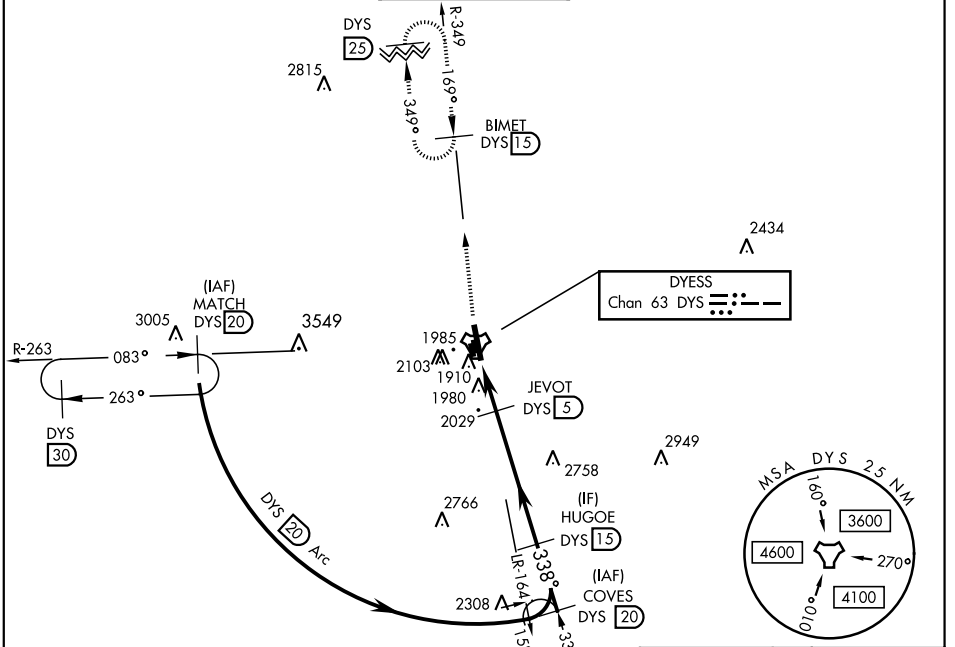 R-349
DYS
25
2815
169°
349°
BIMET
DYS 15
2434
DYESS
Chan 63 DYS
(IAF)
MATCH
DYS 20
3005
3549
R-263
083°
263°
DYS
30
1985
2103
1910
1980
2029
JEVOT
DYS 5
2758
2949
2766
(IF)
HUGOE
DYS 15
DYS 20 Arc
LR-164
338°
(IAF)
COVES
DYS 20
2308
MSA DYS 25 NM
160°
3600
4600
270°
4100
010°